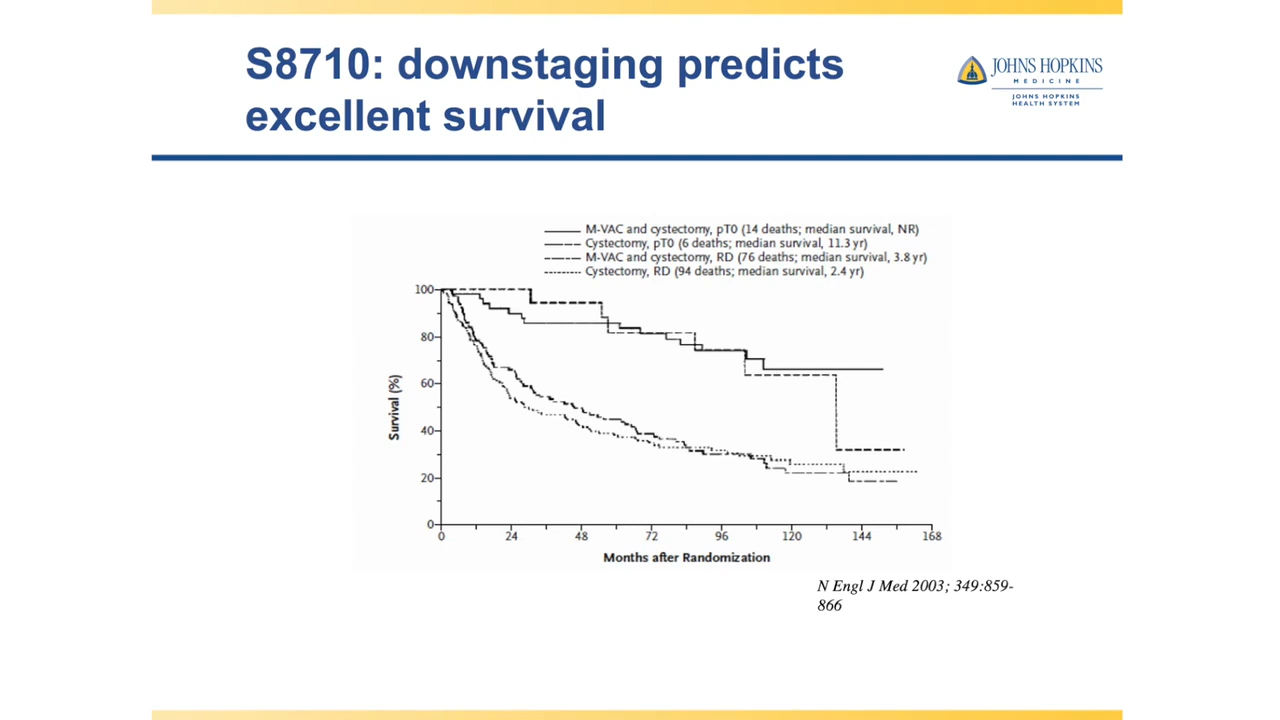 S8710: downstaging predicts
excellent survival
JOHNS HOPKINS
MEDICINE
JOHNS HOPKINS
HEALTH SYSTEM
M-VAC and cystectomy, pT0 (14 deaths; median survival, NR)
Cystectomy, pT0 (6 deaths; median survival, 11.3 yr)
M-VAC and cystectomy, RD (76 deaths; median survival, 3.8 yr)
Cystectomy, RD (94 deaths; median survival, 2.4 yr)
100
80
60
40
20
0
Survival (%)
0 24 48 72 96 120 144 168
Months after Randomization
N Engl J Med 2003; 349:859-
866